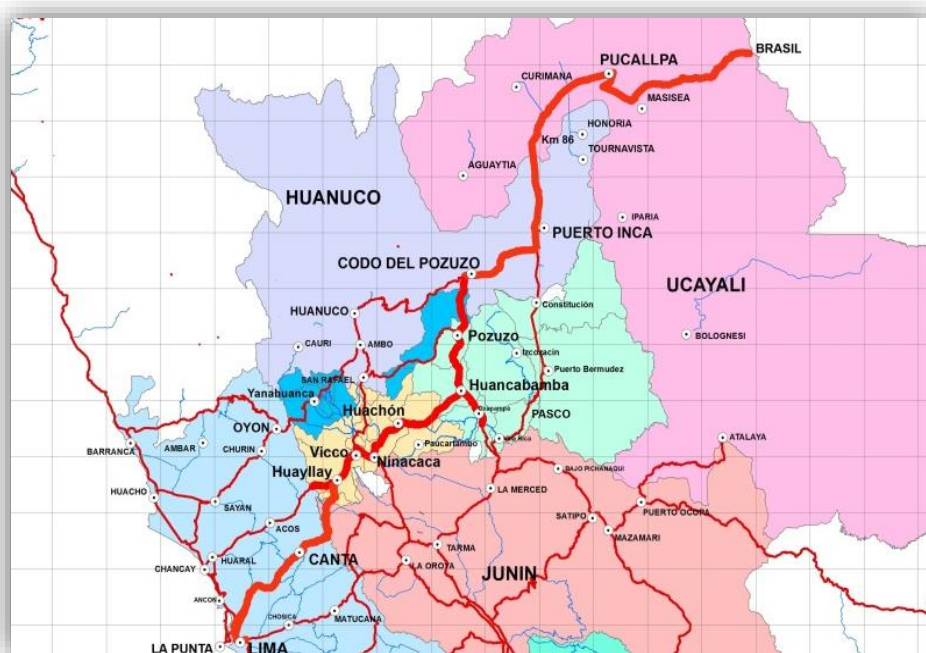 BRASIL
PUCALLPA
CURIMANA
MASISEA
HONORIA
Km 86
TOURNAVISTA
AGUAYTIA
HUANUCO
IPARIA
PUERTO INCA
CODO DEL POZUZO
UCAYALI
HUANUCO
Constitución
BOLOGNESI
Pozuzo
CAURI
AMBO
Izcozacin
Puerto Bermudez
SAN RAFAEL
Huancabamba
Yanahuanca
Huachón
Oxapampa
PASCO
OYON
Villa Rica
ATALAYA
BARRANCA
AMBAR
CHURIN
Paucartambo
Vicco
Ninacaca
BAJO PICHANAQUI
Huayllay
HUACHO
SAYAN
LA MERCED
PUERTO OCOPA
SATIPO
ACOS
MAZAMARI
TARMA
HUARAL
CANTA
LA OROYA
CHANCAY
JUNIN
ANCON
MATUCANA
CHOSICA
LA PUNTA
LIMA